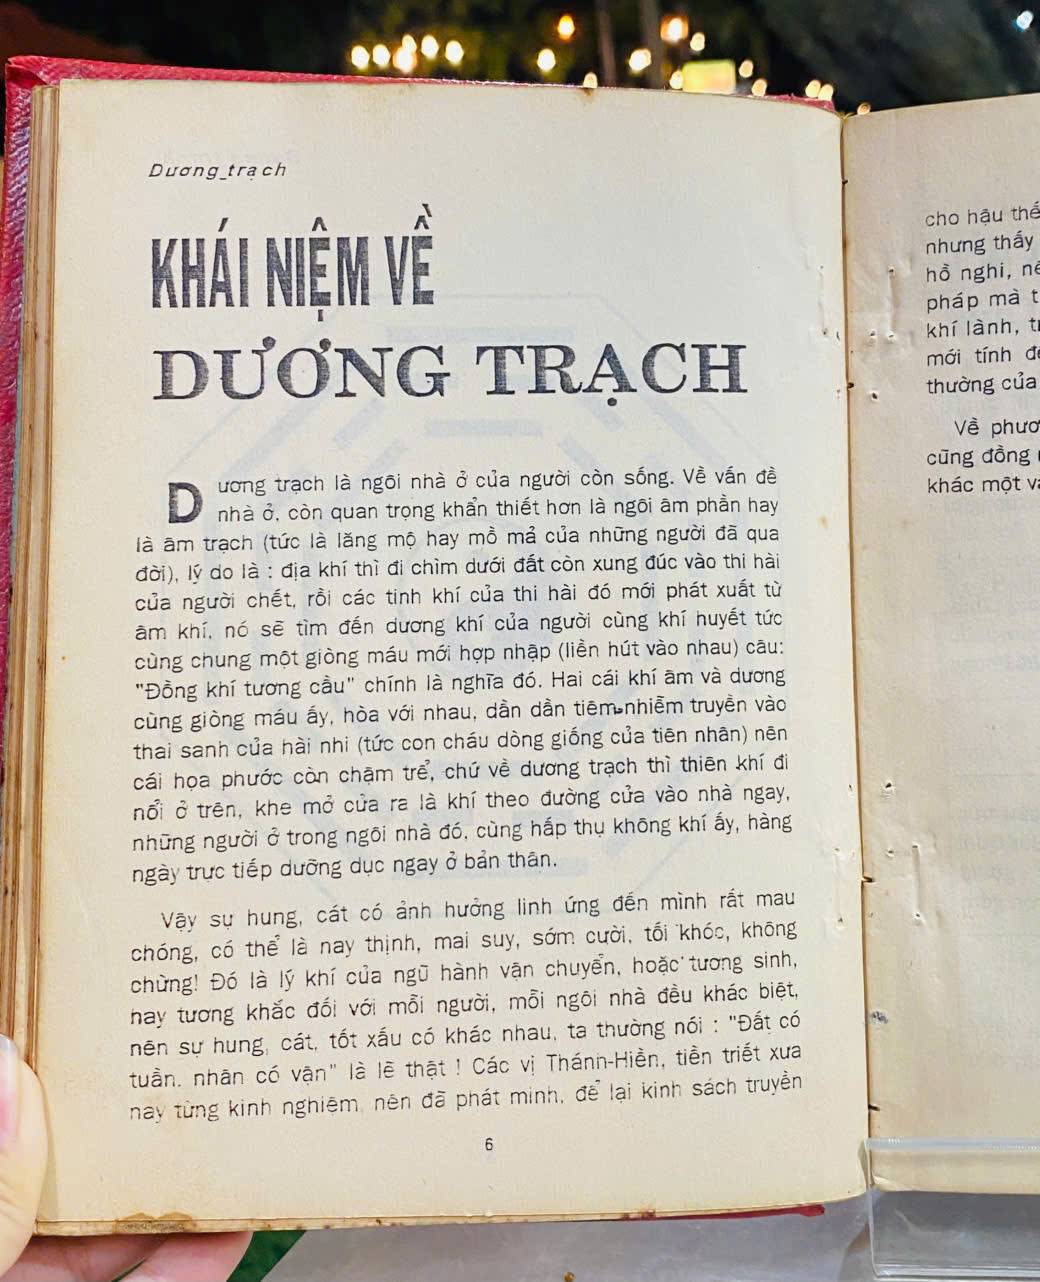 Dương_trạch
KHÁI NIỆM VỀ
DƯƠNG TRẠCH
Dương trạch là ngôi nhà ở của người còn sống. Về vấn đề
nhà ở, còn quan trọng khẩn thiết hơn là ngôi âm phần hay
là âm trạch (tức là lăng mộ hay mồ mả của những người đã qua
đời), lý do là : địa khí thì đi chìm dưới đất còn xung đúc vào thi hài
của người chết, rồi các tinh khí của thi hài đó mới phát xuất từ
âm khí, nó sẽ tìm đến dương khí của người cùng khí huyết tức
cùng chung một giòng máu mới hợp nhập (liền hút vào nhau) câu:
"Đồng khí tương cầu" chính là nghĩa đó. Hai cái khí âm và dương
cùng giòng máu ấy, hòa với nhau, dần dần tiêm nhiễm truyền vào
thai sanh của hài nhi (tức con cháu dòng giống của tiên nhân) nên
cái họa phước còn chậm trể, chứ về dương trạch thì thiên khí đi
nổi ở trên, khe mở cửa ra là khí theo đường cửa vào nhà ngay,
những người ở trong ngôi nhà đó, cùng hấp thụ không khí ấy, hàng
ngày trực tiếp dưỡng dục ngay ở bản thân.
Vậy sự hung, cát có ảnh hưởng linh ứng đến mình rất mau
chóng, có thể là nay thịnh, mai suy, sớm cười, tối khóc, không
chừng! Đó là lý khí của ngũ hành vận chuyển, hoặc tương sinh,
hay tương khắc đối với mỗi người, mỗi ngôi nhà đều khác biệt,
nên sự hung, cát, tốt xấu có khác nhau, ta thường nói : "Đất có
tuần, nhân có vận" là lẽ thật ! Các vị Thánh-Hiền, tiền triết xưa
nay từng kinh nghiệm, nên đã phát minh, để lại kinh sách truyền
6
cho hậu thế
nhưng thấy
hồ nghi,
pháp mà
khí lành,
mới tính
thường của
Về
cũng đồng
khác một